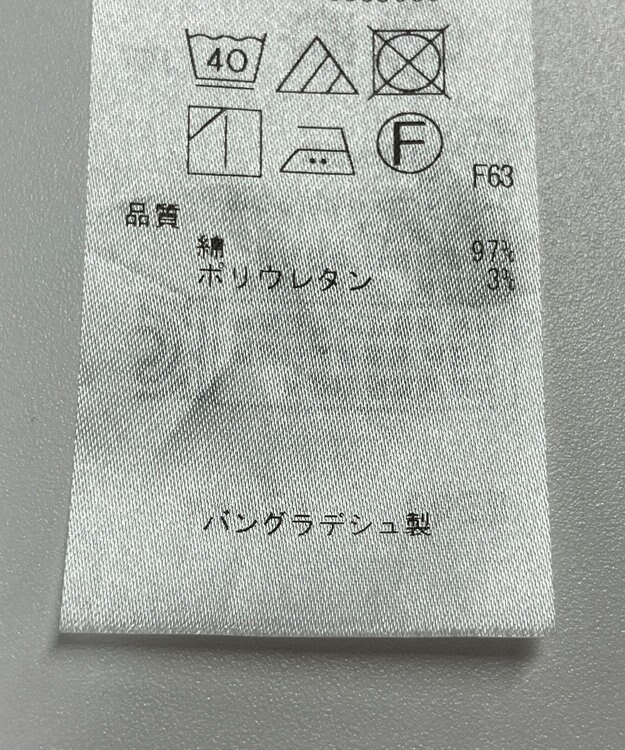 40
F
F63
品質
綿 97%
ポリウレタン 3%
バングラデシュ製